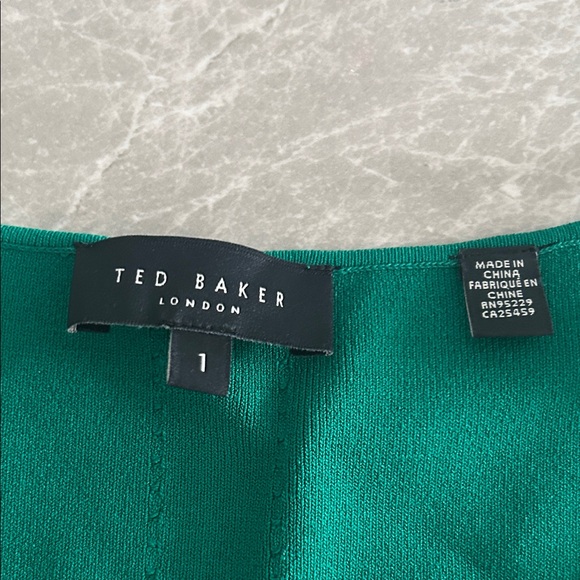 TED BAKER
LONDON
1
MADE IN
CHINA
FABRIQUÉ EN
CHINE
RN95229
CA25459